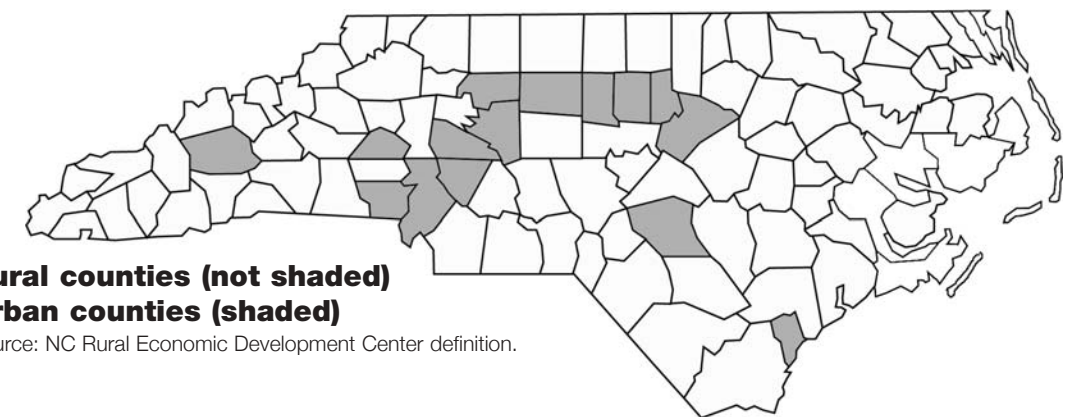 ural counties (not shaded)
rban counties (shaded)
urce: NC Rural Economic Development Center definition.